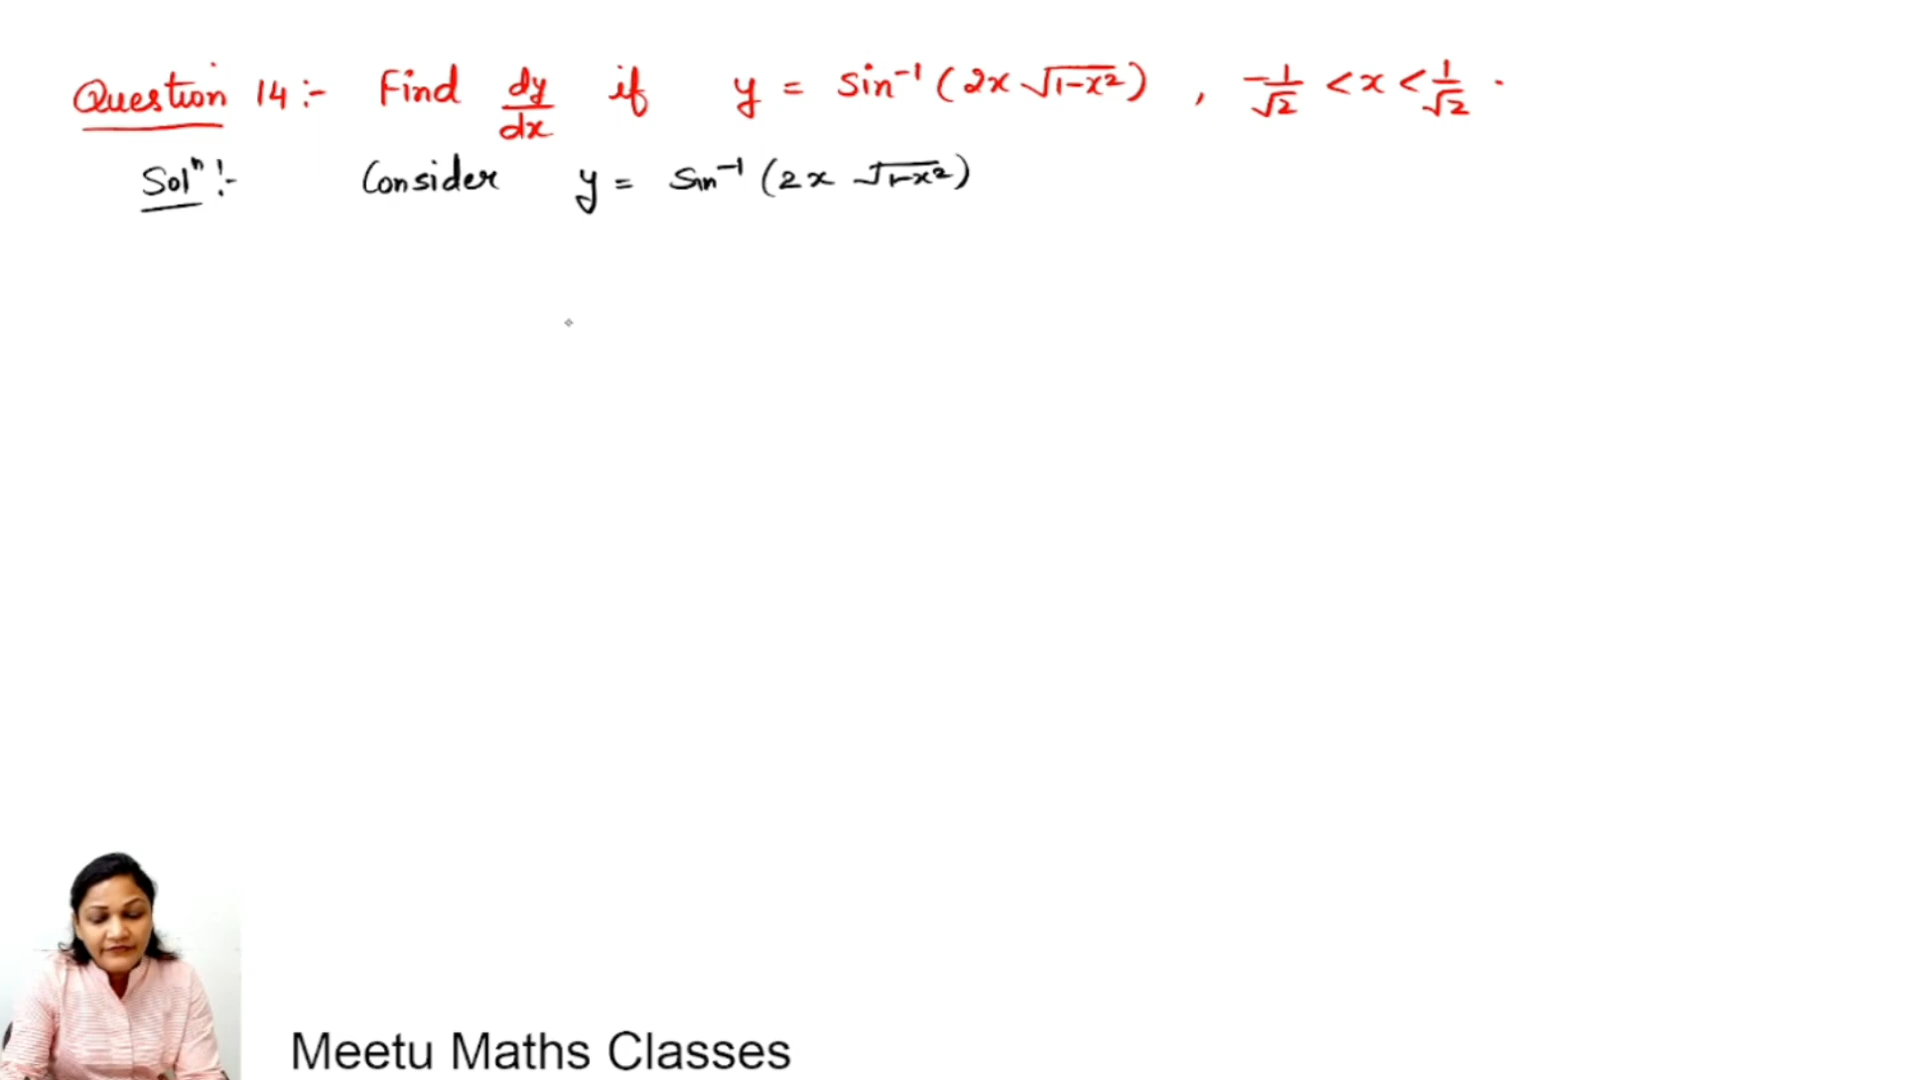 Question 14:- Find dy/dx if y = sin⁻¹(2x √1-x²) , -1/√2 < x < 1/√2 .
Solⁿ:- Consider y = sin⁻¹(2x √1-x²)
Meetu Maths Classes